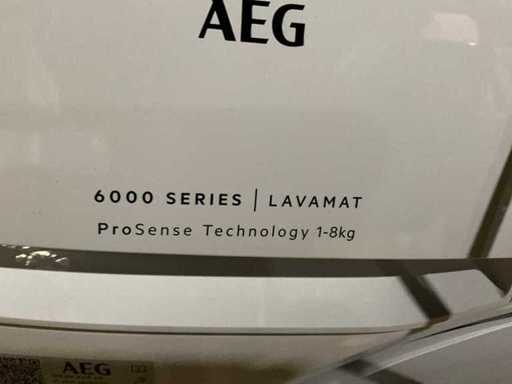 AEG
6000 SERIES | LAVAMAT
ProSense Technology 1-8kg
AEG